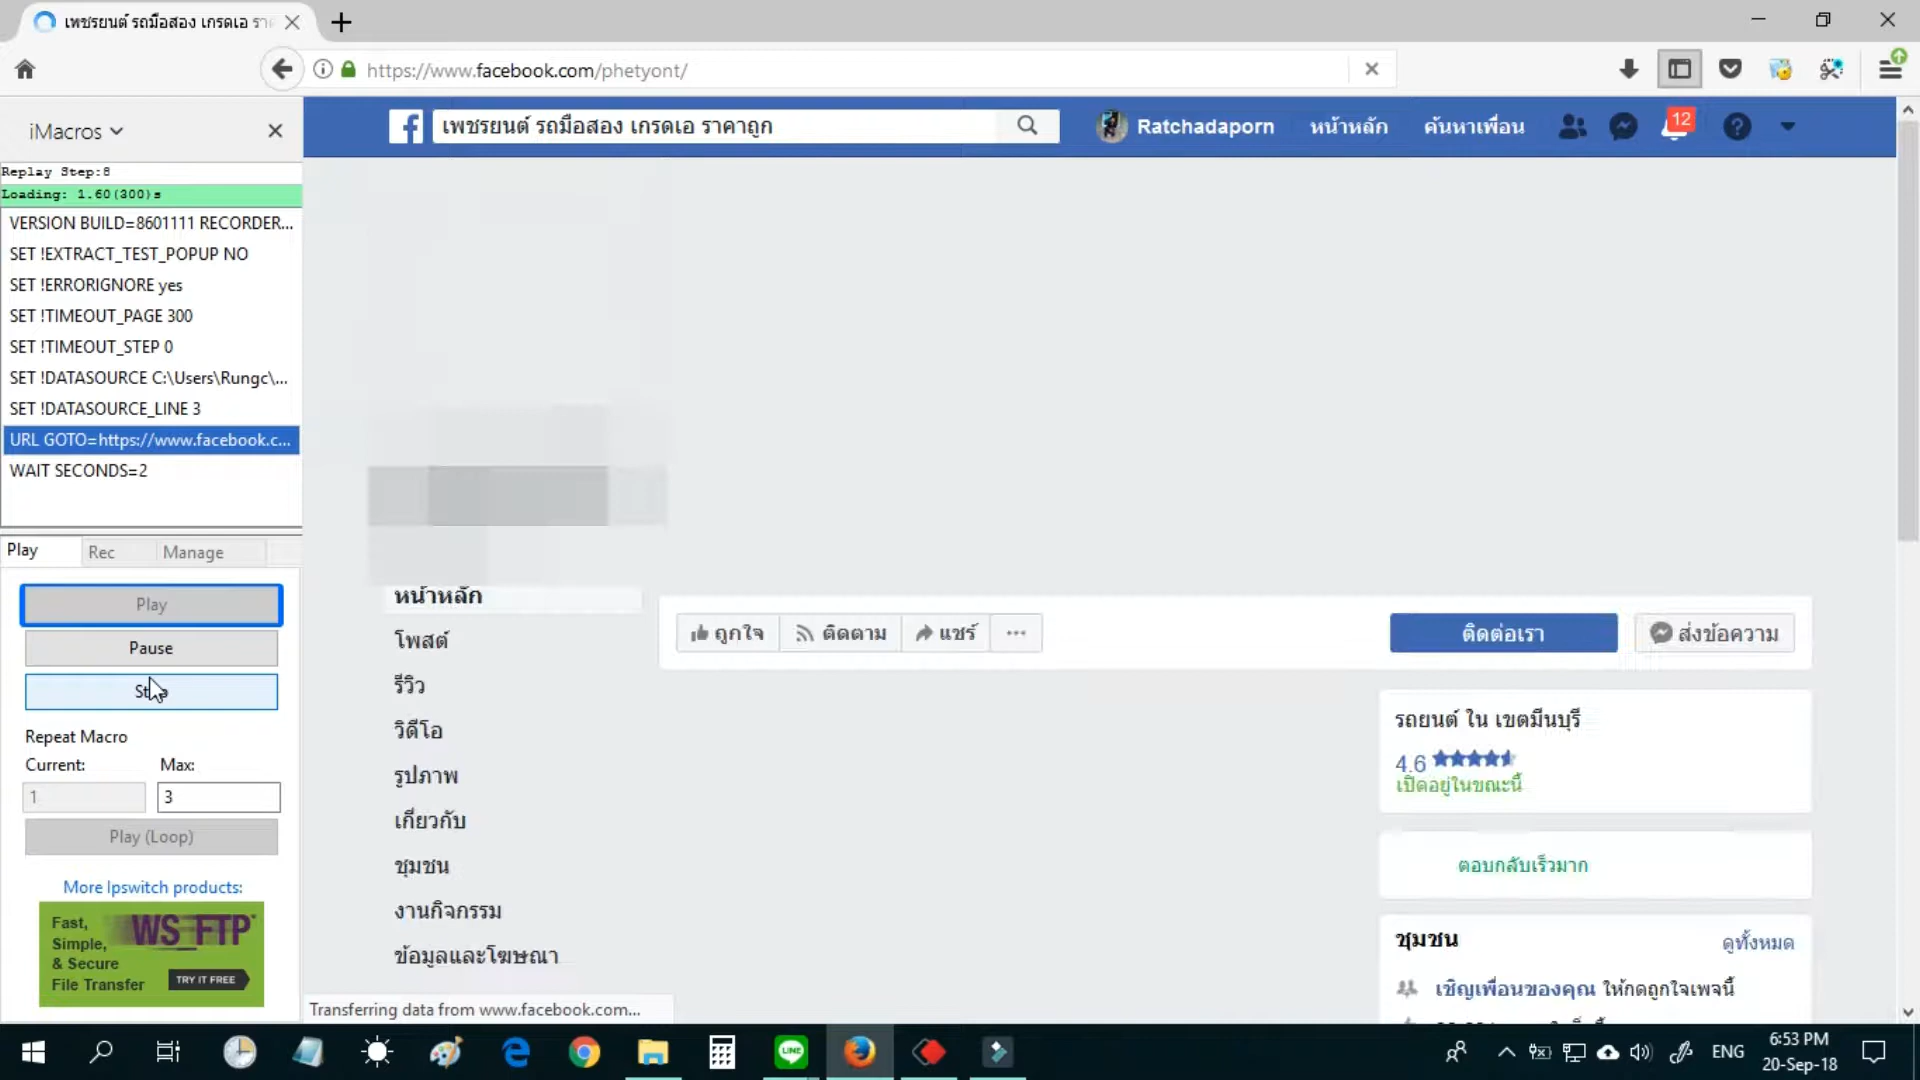 เพชรยนต์ รถมือสอง เกรดเอ ราค
https://www.facebook.com/phetyont/
iMacros
เพชรยนต์ รถมือสอง เกรดเอ ราคาถูก
Ratchadaporn
หน้าหลัก
ค้นหาเพื่อน
12
Replay Step:8
Loading: 1.60(300)s
VERSION BUILD=8601111 RECORDER...
SET !EXTRACT_TEST_POPUP NO
SET !ERRORIGNORE yes
SET !TIMEOUT_PAGE 300
SET !TIMEOUT_STEP 0
SET !DATASOURCE C:\Users\Rungc\...
SET !DATASOURCE_LINE 3
URL GOTO=https://www.facebook.c...
WAIT SECONDS=2
Play
Rec
Manage
Play
Pause
Repeat Macro
Current:
Max:
1
3
Play (Loop)
More Ipswitch products:
Fast,
Simple,
& Secure
File Transfer
WS_FTP
TRY IT FREE
หน้าหลัก
โพสต์
รีวิว
วิดีโอ
รูปภาพ
เกี่ยวกับ
ชุมชน
งานกิจกรรม
ข้อมูลและโฆษณา
ถูกใจ
ติดตาม
แชร์
...
ติดต่อเรา
ส่งข้อความ
รถยนต์ ใน เขตมีนบุรี
4.6
เปิดอยู่ในขณะนี้
ตอบกลับเร็วมาก
ชุมชน
ดูทั้งหมด
เชิญเพื่อนของคุณ ให้กดถูกใจเพจนี้
Transferring data from www.facebook.com...
LINE
ENG
6:53 PM
20-Sep-18